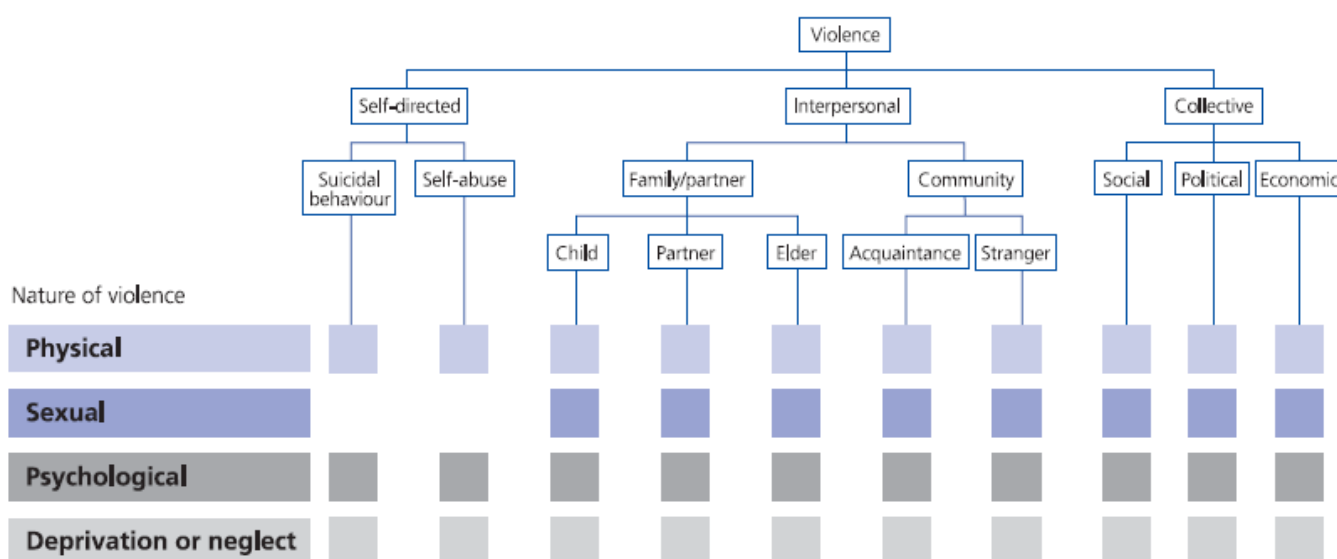 Violence
Self-directed
Interpersonal
Collective
Suicidal
behaviour
Self-abuse
Family/partner
Community
Social
Political
Economic
Child
Partner
Elder
Acquaintance
Stranger
Nature of violence
Physical
Sexual
Psychological
Deprivation or neglect